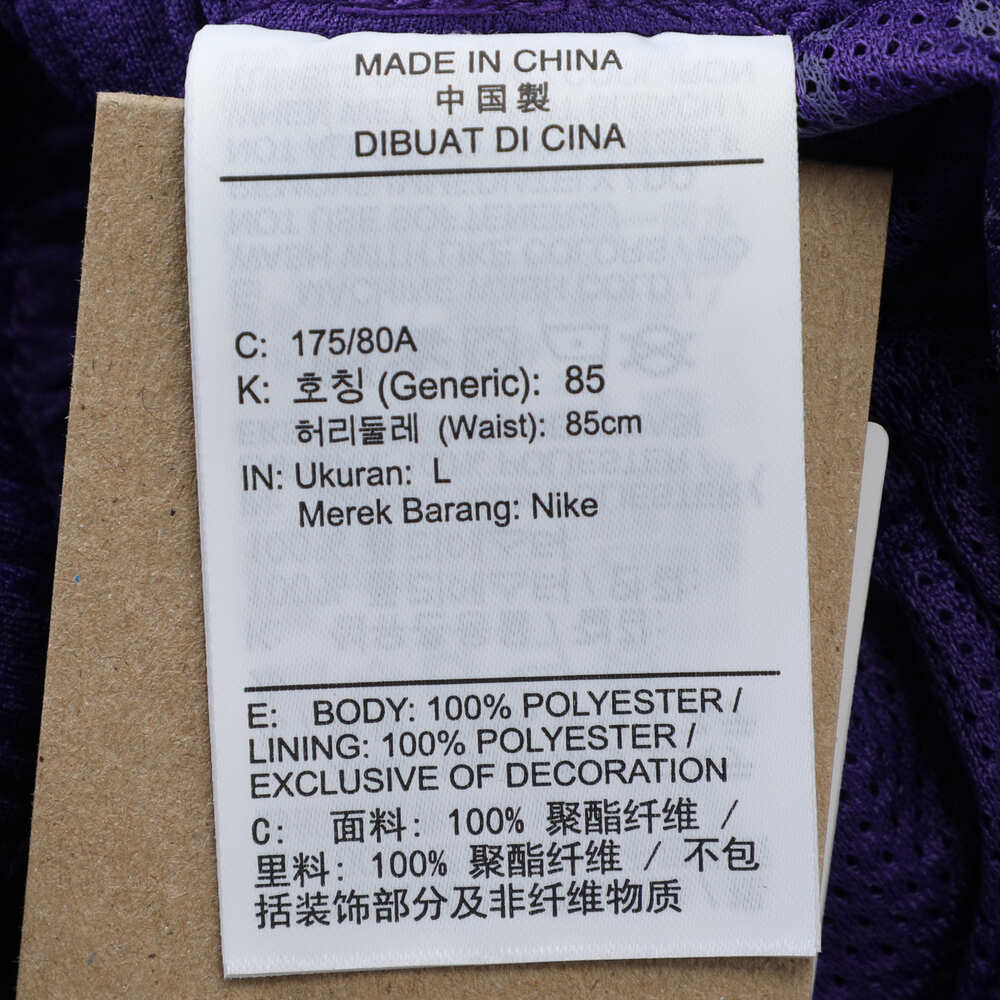 MADE IN CHINA
中国製
DIBUAT DI CINA
C: 175/80A
K: 호칭 (Generic): 85
허리둘레 (Waist): 85cm
IN: Ukuran: L
Merek Barang: Nike
E: BODY: 100% POLYESTER /
LINING: 100% POLYESTER /
EXCLUSIVE OF DECORATION
C: 面料: 100% 聚酯纤维 /
里料: 100% 聚酯纤维 / 不包
括装饰部分及非纤维物质